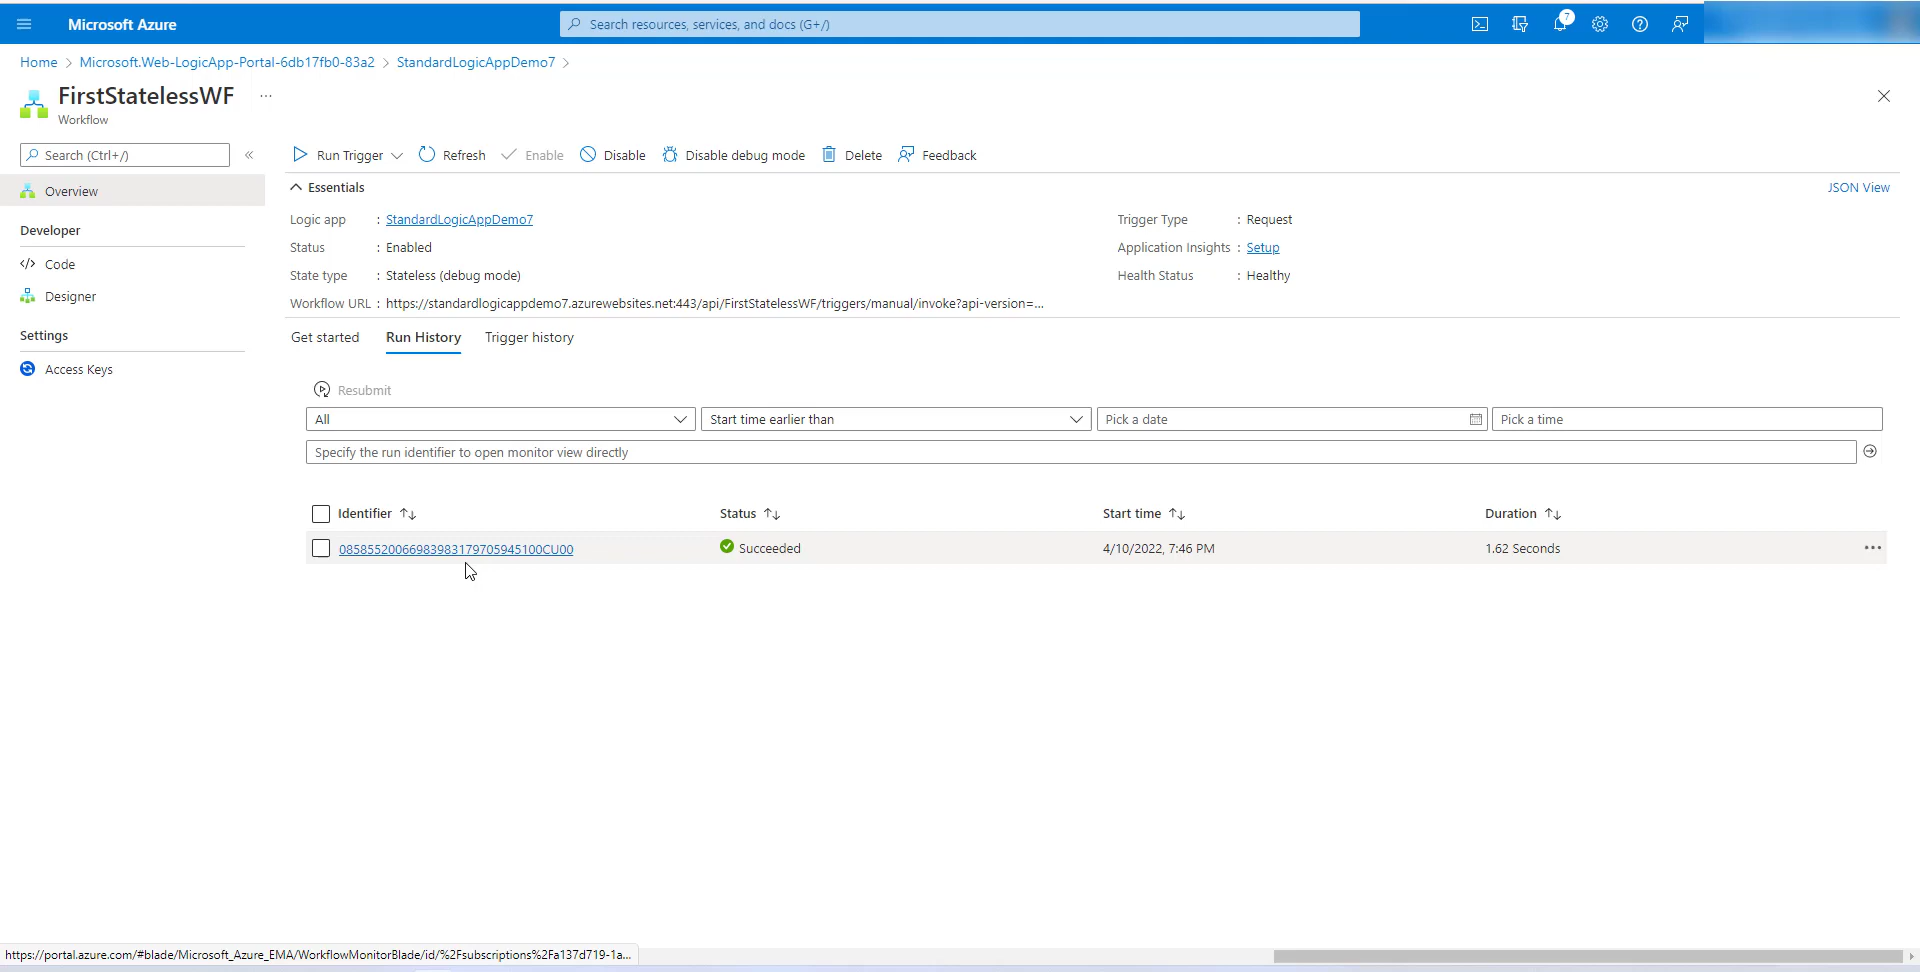 Microsoft Azure
Search resources, services, and docs (G+/)
7
Home > Microsoft.Web-LogicApp-Portal-6db17fb0-83a2 > StandardLogicAppDemo7 >
FirstStatelessWF ...
Workflow
Search (Ctrl+/) «
Run Trigger Refresh Enable Disable Disable debug mode Delete Feedback
Overview
Developer
Code
Designer
Settings
Access Keys
Essentials JSON View
Logic app : StandardLogicAppDemo7 Trigger Type : Request
Status : Enabled Application Insights : Setup
State type : Stateless (debug mode) Health Status : Healthy
Workflow URL : https://standardlogicappdemo7.azurewebsites.net:443/api/FirstStatelessWF/triggers/manual/invoke?api-version=...
Get started Run History Trigger history
Resubmit
All Start time earlier than Pick a date Pick a time
Specify the run identifier to open monitor view directly
Identifier Status Start time Duration
08585520066983983179705945100CU00 Succeeded 4/10/2022, 7:46 PM 1.62 Seconds ...
https://portal.azure.com/#blade/Microsoft_Azure_EMA/WorkflowMonitorBlade/id/%2Fsubscriptions%2Fa137d719-1a...